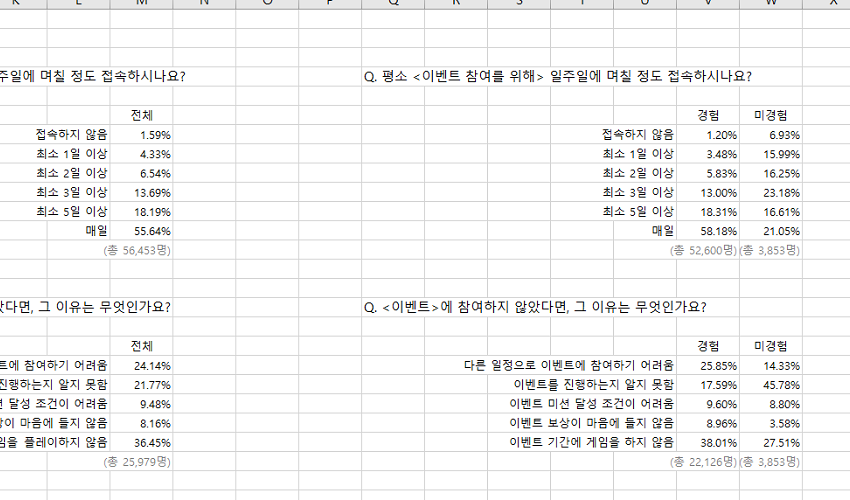 K L M N O P Q R S T U V W X
주일에 며칠 정도 접속하시나요? Q. 평소 <이벤트 참여를 위해> 일주일에 며칠 정도 접속하시나요?
전체 경험 미경험
접속하지 않음 1.59% 접속하지 않음 1.20% 6.93%
최소 1일 이상 4.33% 최소 1일 이상 3.48% 15.99%
최소 2일 이상 6.54% 최소 2일 이상 5.83% 16.25%
최소 3일 이상 13.69% 최소 3일 이상 13.00% 23.18%
최소 5일 이상 18.19% 최소 5일 이상 18.31% 16.61%
매일 55.64% 매일 58.18% 21.05%
(총 56,453명) (총 52,600명) (총 3,853명)
았다면, 그 이유는 무엇인가요? Q. <이벤트>에 참여하지 않았다면, 그 이유는 무엇인가요?
전체 경험 미경험
트에 참여하기 어려움 24.14% 다른 일정으로 이벤트에 참여하기 어려움 25.85% 14.33%
진행하는지 알지 못함 21.77% 이벤트를 진행하는지 알지 못함 17.59% 45.78%
션 달성 조건이 어려움 9.48% 이벤트 미션 달성 조건이 어려움 9.60% 8.80%
상이 마음에 들지 않음 8.16% 이벤트 보상이 마음에 들지 않음 8.96% 3.58%
임을 플레이하지 않음 36.45% 이벤트 기간에 게임을 하지 않음 38.01% 27.51%
(총 25,979명) (총 22,126명) (총 3,853명)